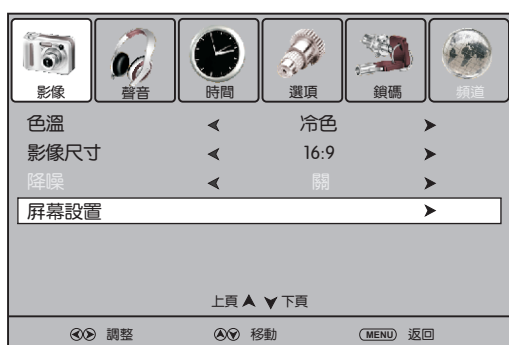 影像 聲音 時間 選項 鎖碼 頻道
色溫 冷色
影像尺寸 16:9
降噪 關
屏幕設置
上頁 下頁
調整 移動 MENU 返回